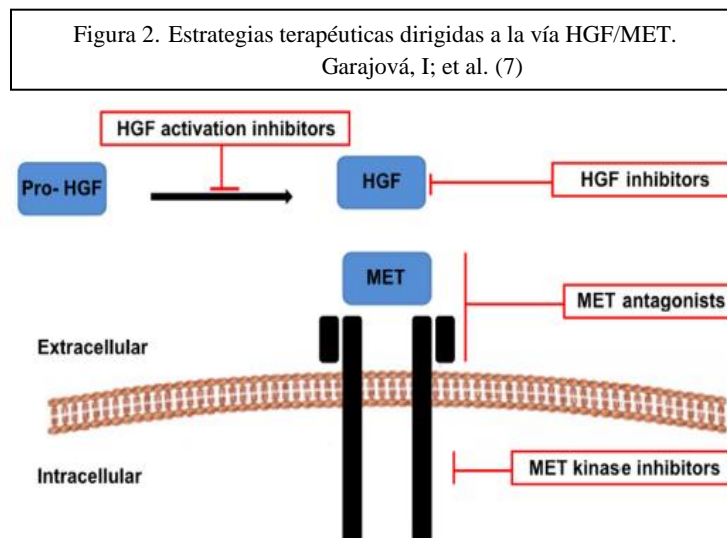 Figura 2. Estrategias terapéuticas dirigidas a la vía HGF/MET.
Garajová, I; et al. (7)
HGF activation inhibitors
Pro- HGF
HGF
HGF inhibitors
MET
MET antagonists
Extracellular
Intracellular
MET kinase inhibitors